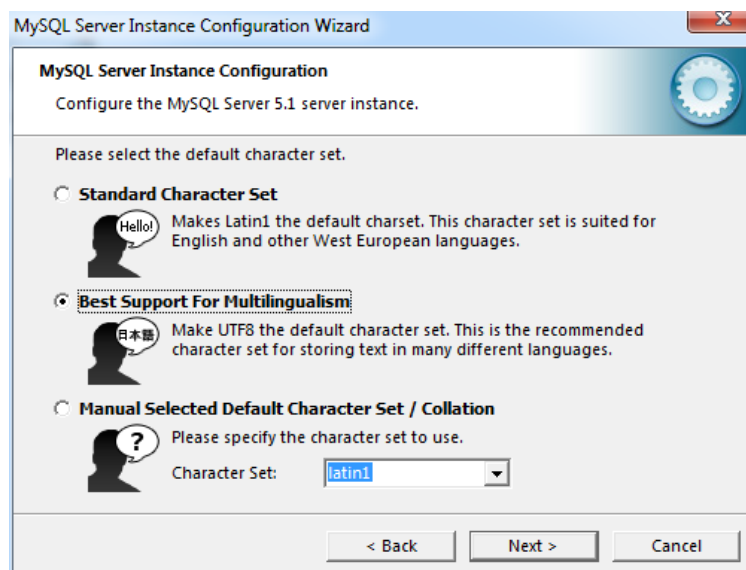 MySQL Server Instance Configuration Wizard
X
MySQL Server Instance Configuration
Configure the MySQL Server 5.1 server instance.
Please select the default character set.
Standard Character Set
Hello!
Makes Latin1 the default charset. This character set is suited for
English and other West European languages.
Best Support For Multilingualism
日本語
Make UTF8 the default character set. This is the recommended
character set for storing text in many different languages.
Manual Selected Default Character Set / Collation
?
Please specify the character set to use.
Character Set: latin1
< Back Next > Cancel